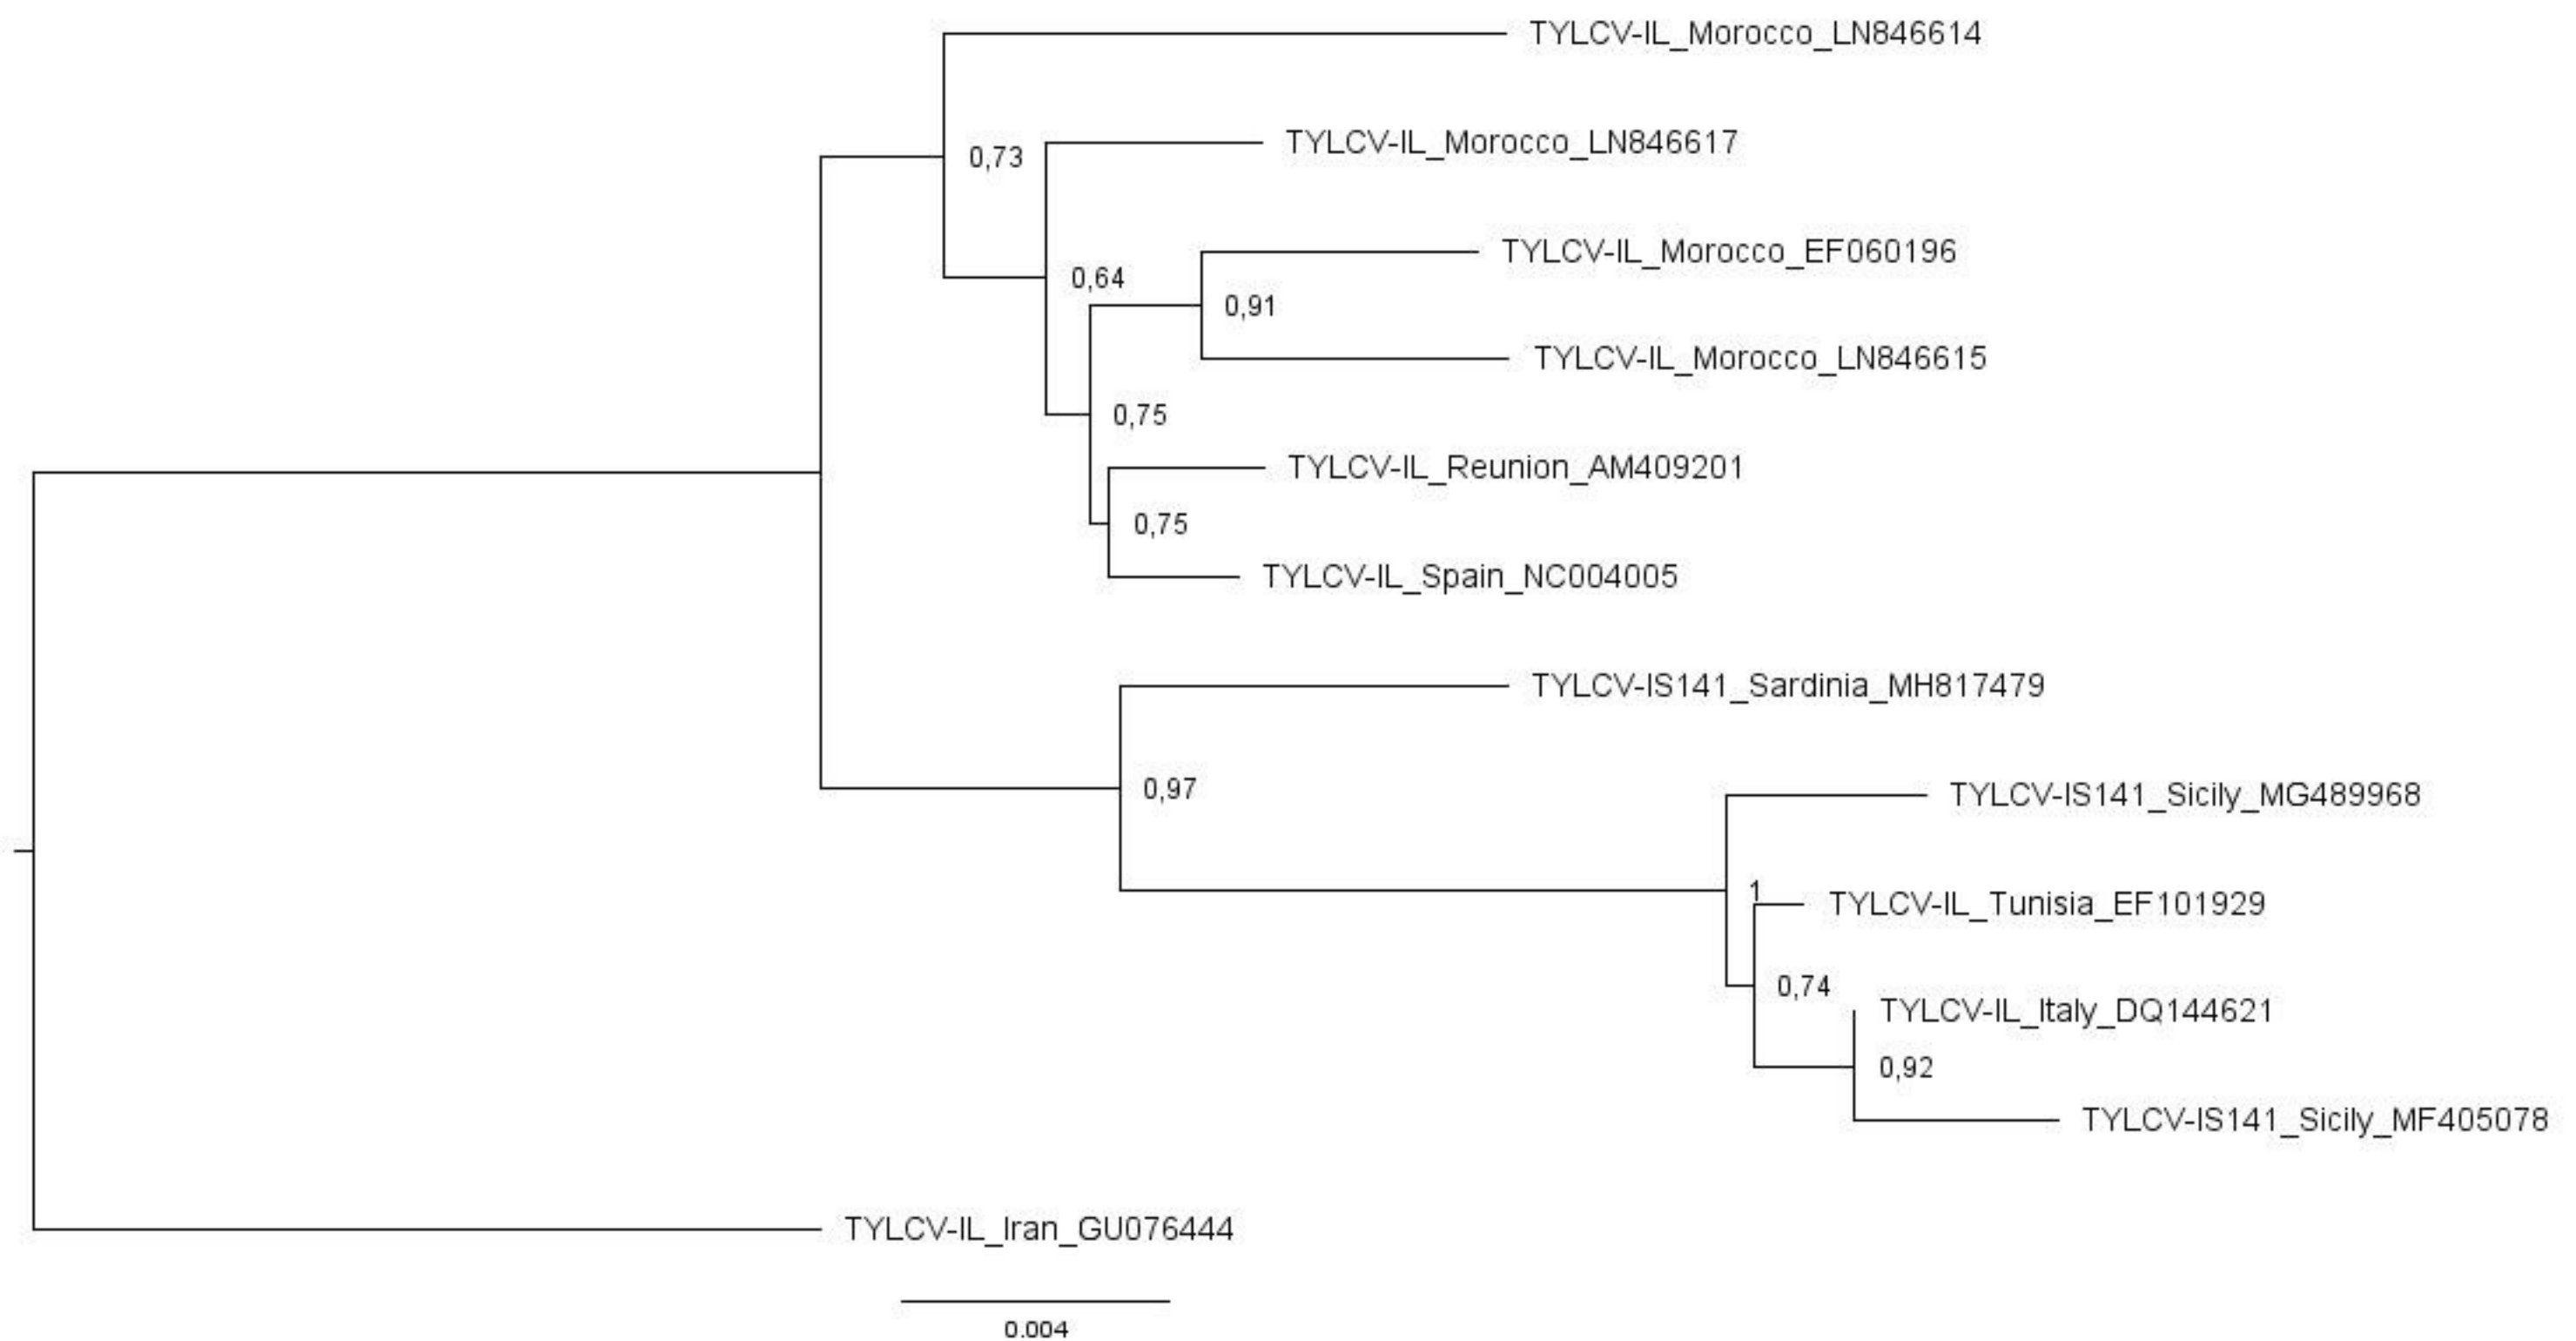 TYLCV-IL_Morocco_LN846614
0,73
TYLCV-IL_Morocco_LN846617
TYLCV-IL_Morocco_EF060196
0,64
0,91
TYLCV-IL_Morocco_LN846615
0,75
TYLCV-IL_Reunion_AM409201
0,75
TYLCV-IL_Spain_NC004005
TYLCV-IS141_Sardinia_MH817479
0,97
TYLCV-IS141_Sicily_MG489968
1
TYLCV-IL_Tunisia_EF101929
0,74
TYLCV-IL_Italy_DQ144621
0,92
TYLCV-IS141_Sicily_MF405078
TYLCV-IL_Iran_GU076444
0.004